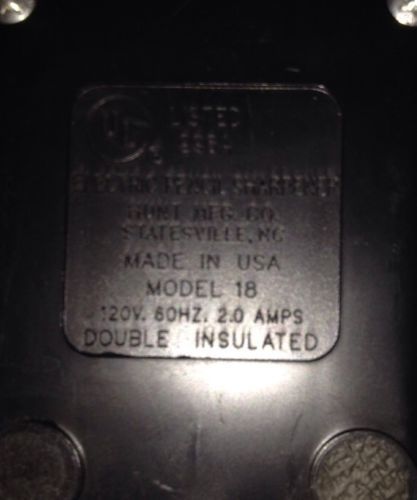 UL LISTED
ELECTRIC PENCIL SHARPENER
HUNT MFG. CO.
STATESVILLE, NC
MADE IN USA
MODEL 18
120V. 60HZ. 2.0 AMPS
DOUBLE INSULATED